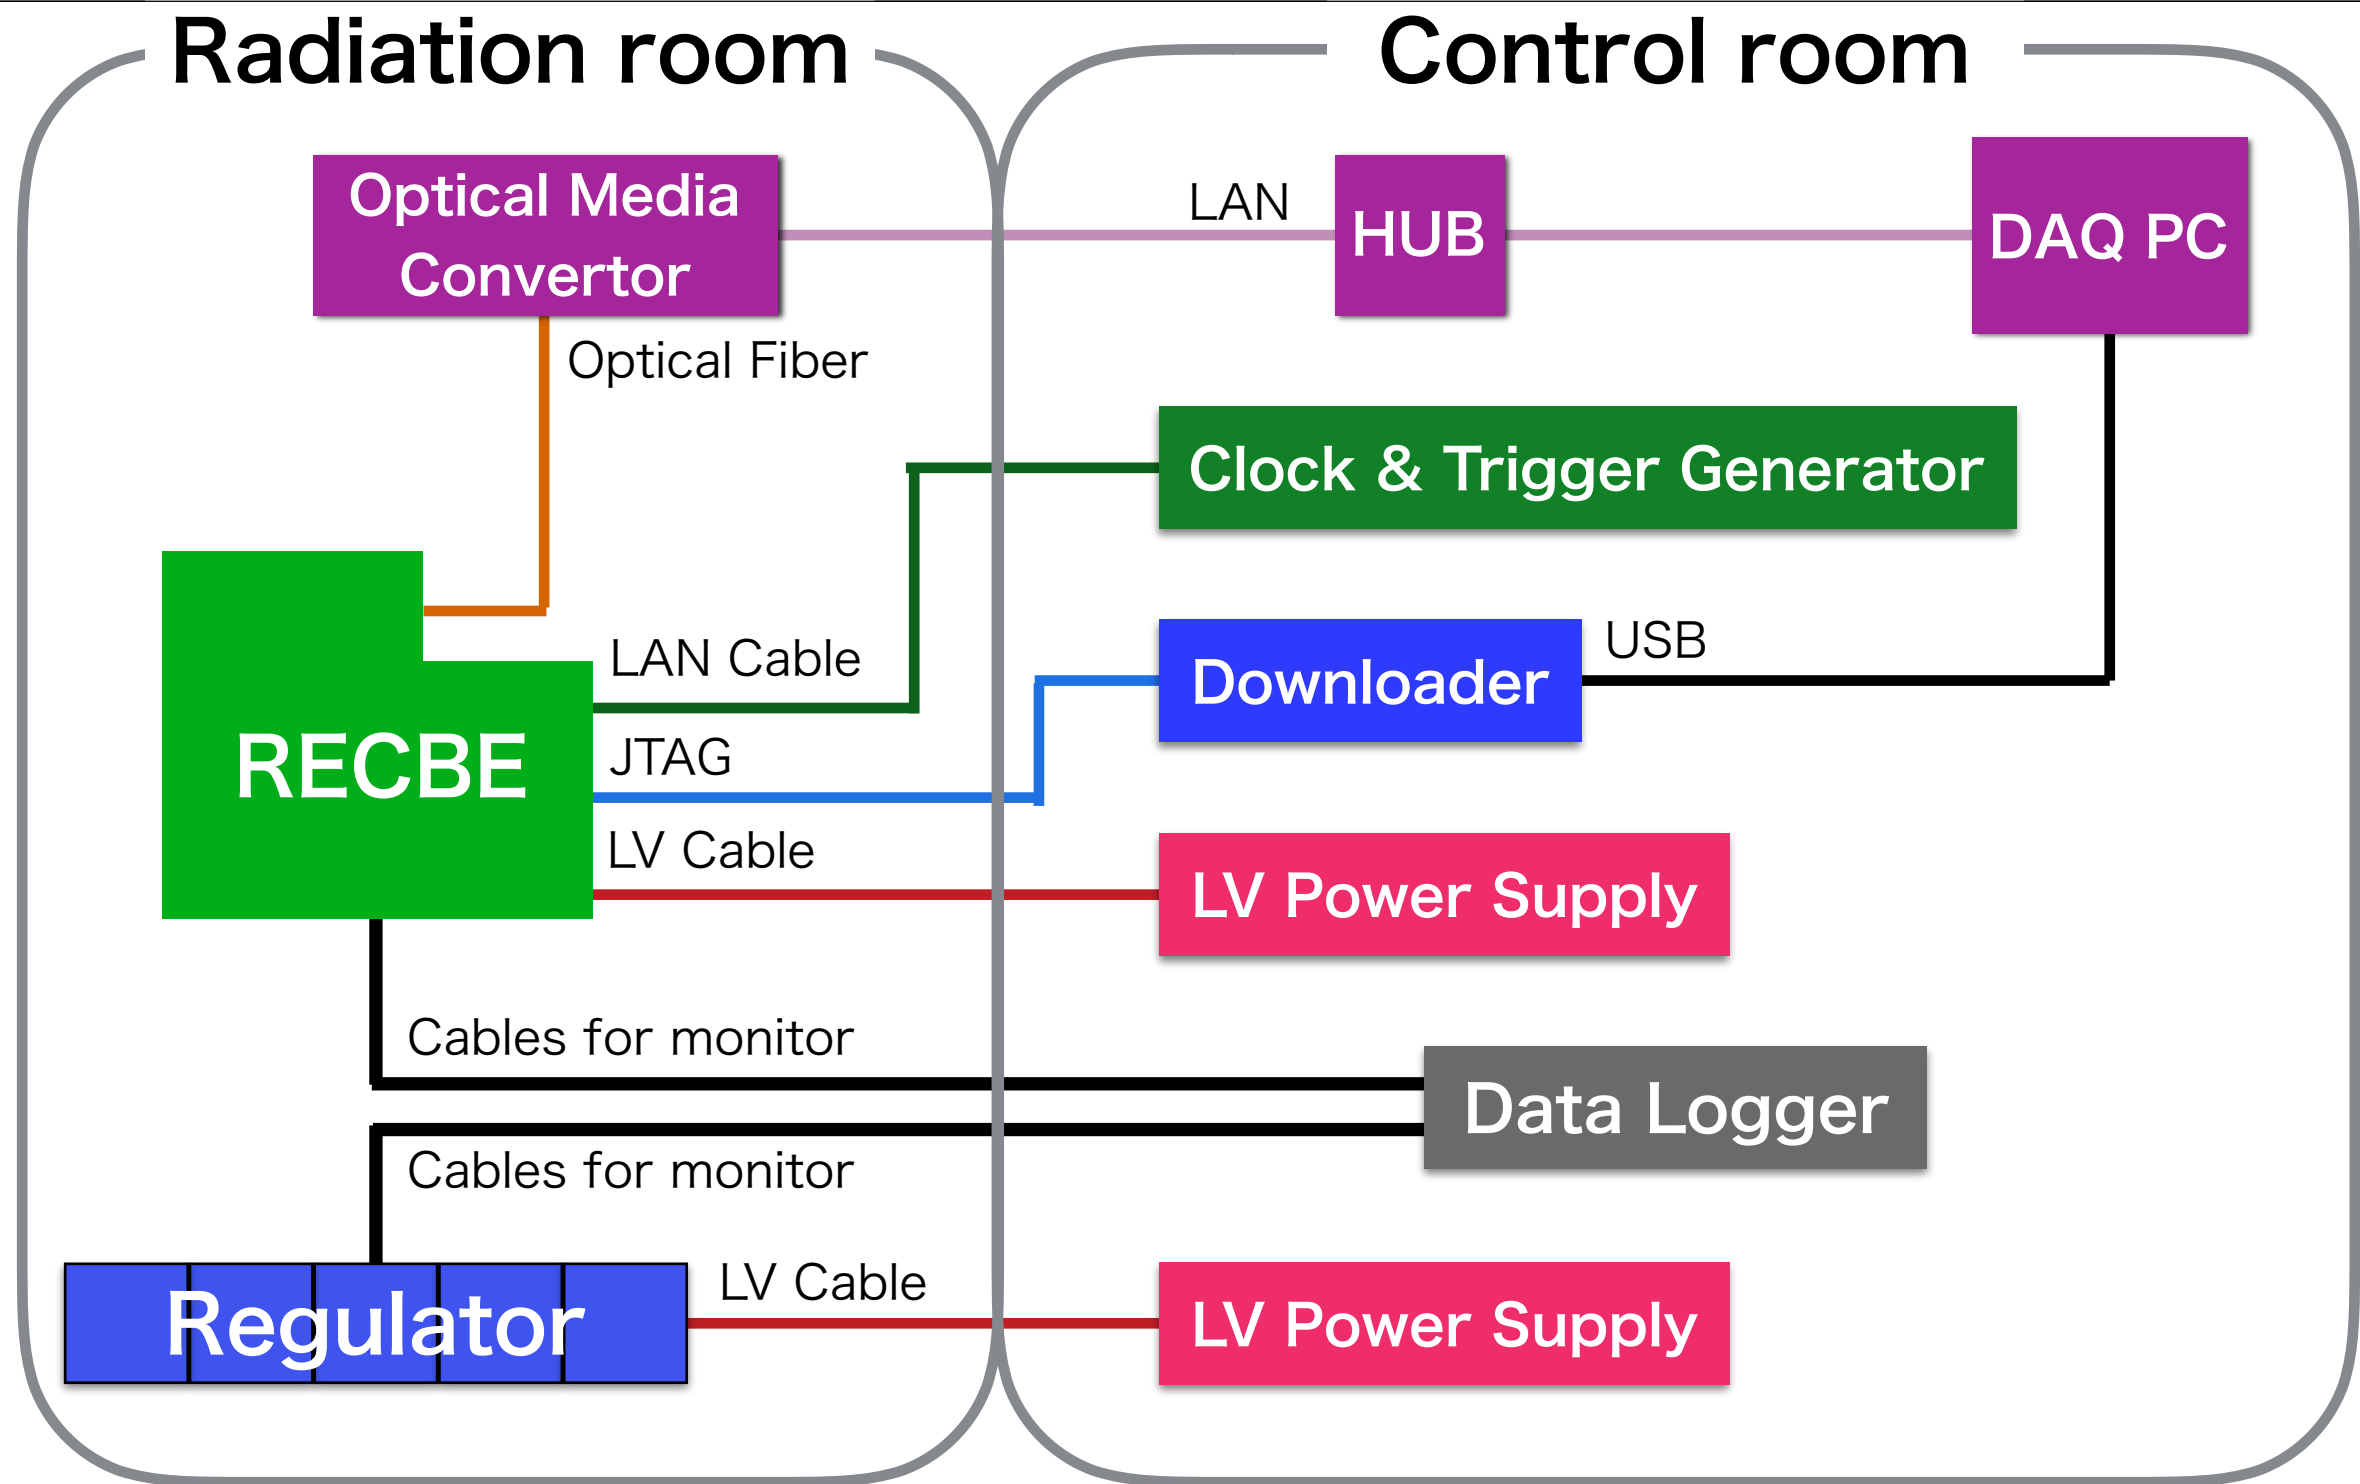 Radiation room
Control room
Optical Media
Convertor
LAN
HUB
DAQ PC
Optical Fiber
Clock & Trigger Generator
LAN Cable
Downloader
USB
RECBE
JTAG
LV Cable
LV Power Supply
Cables for monitor
Data Logger
Cables for monitor
Regulator
LV Cable
LV Power Supply